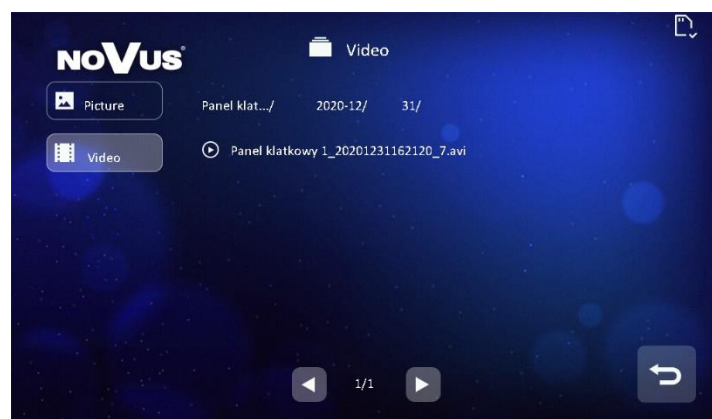 NOVUS
Video
Picture
Panel klat.../ 2020-12/ 31/
Video
Panel klatkowy 1_20201231162120_7.avi
1/1